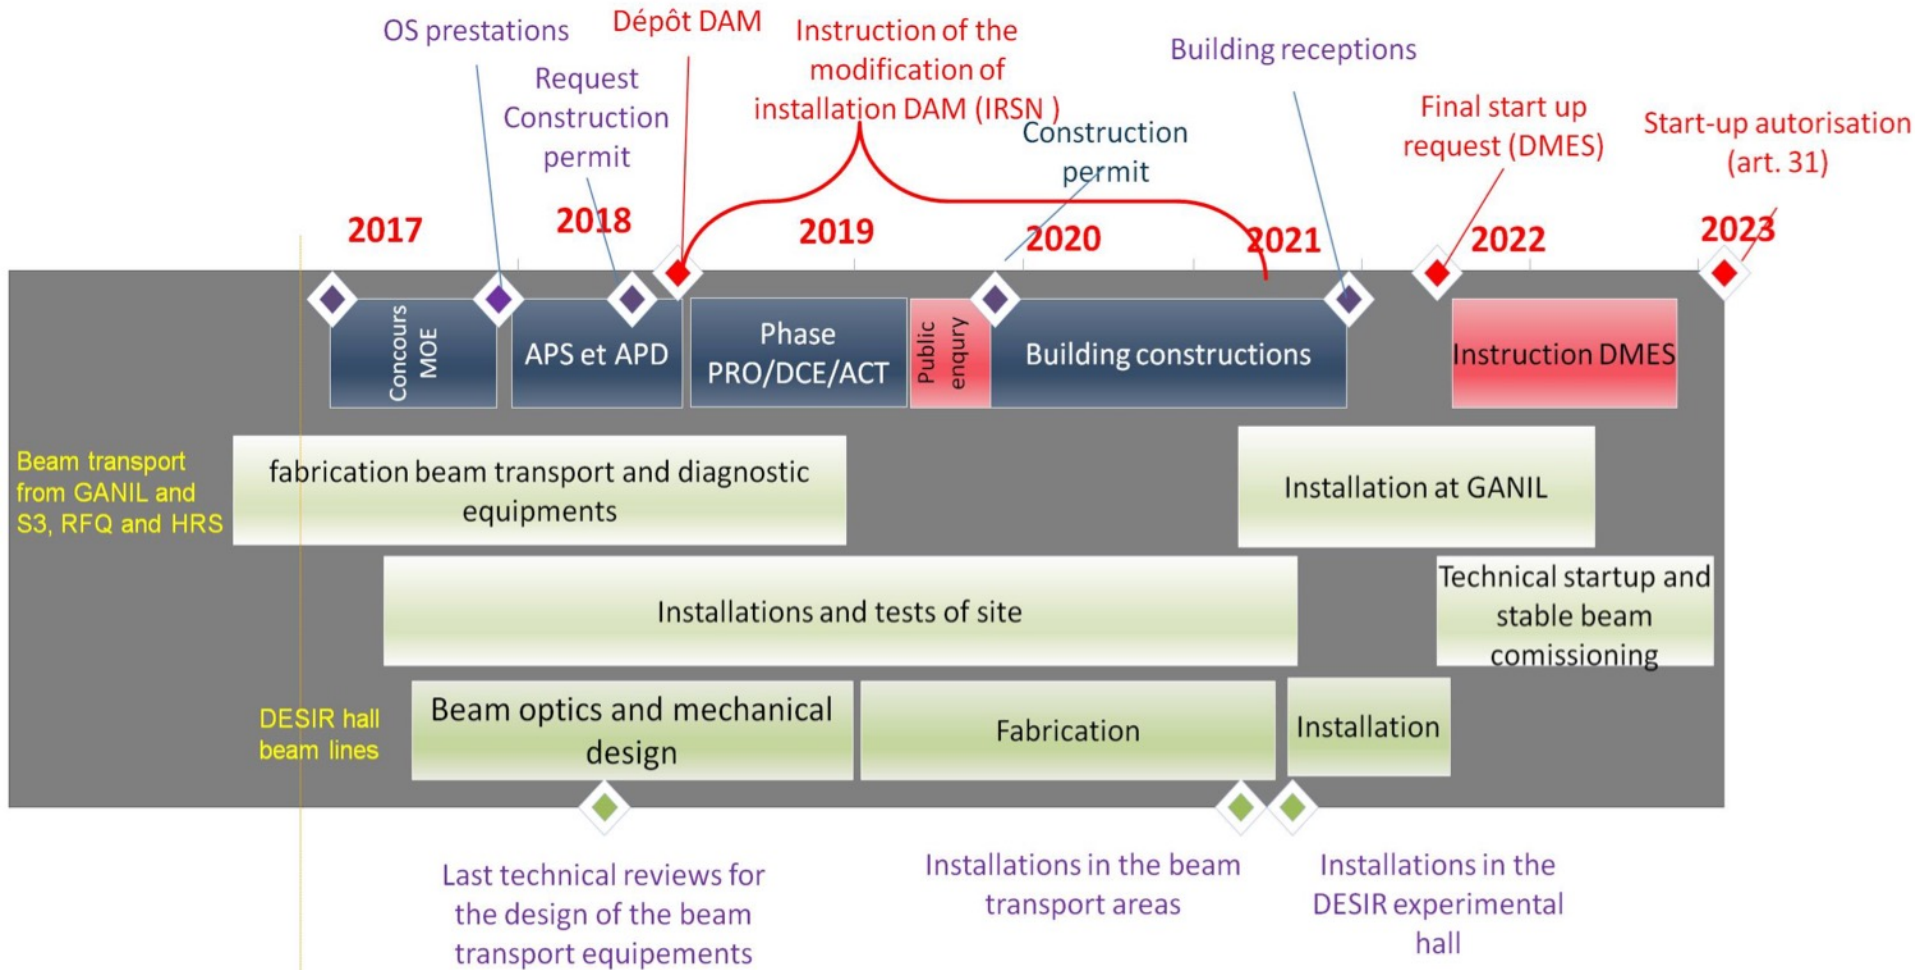 OS prestations
Dépôt DAM
Instruction of the
modification of
installation DAM (IRSN )
Building receptions
Request
Construction
permit
Construction
permit
Final start up
request (DMES)
Start-up autorisation
(art. 31)
2017
2018
2019
2020
2021
2022
2023
Concours
MOE
APS et APD
Phase
PRO/DCE/ACT
Public
enqury
Building constructions
Instruction DMES
Beam transport
from GANIL and
S3, RFQ and HRS
fabrication beam transport and diagnostic
equipments
Installation at GANIL
Installations and tests of site
Technical startup and
stable beam
comissioning
DESIR hall
beam lines
Beam optics and mechanical
design
Fabrication
Installation
Last technical reviews for
the design of the beam
transport equipements
Installations in the beam
transport areas
Installations in the
DESIR experimental
hall